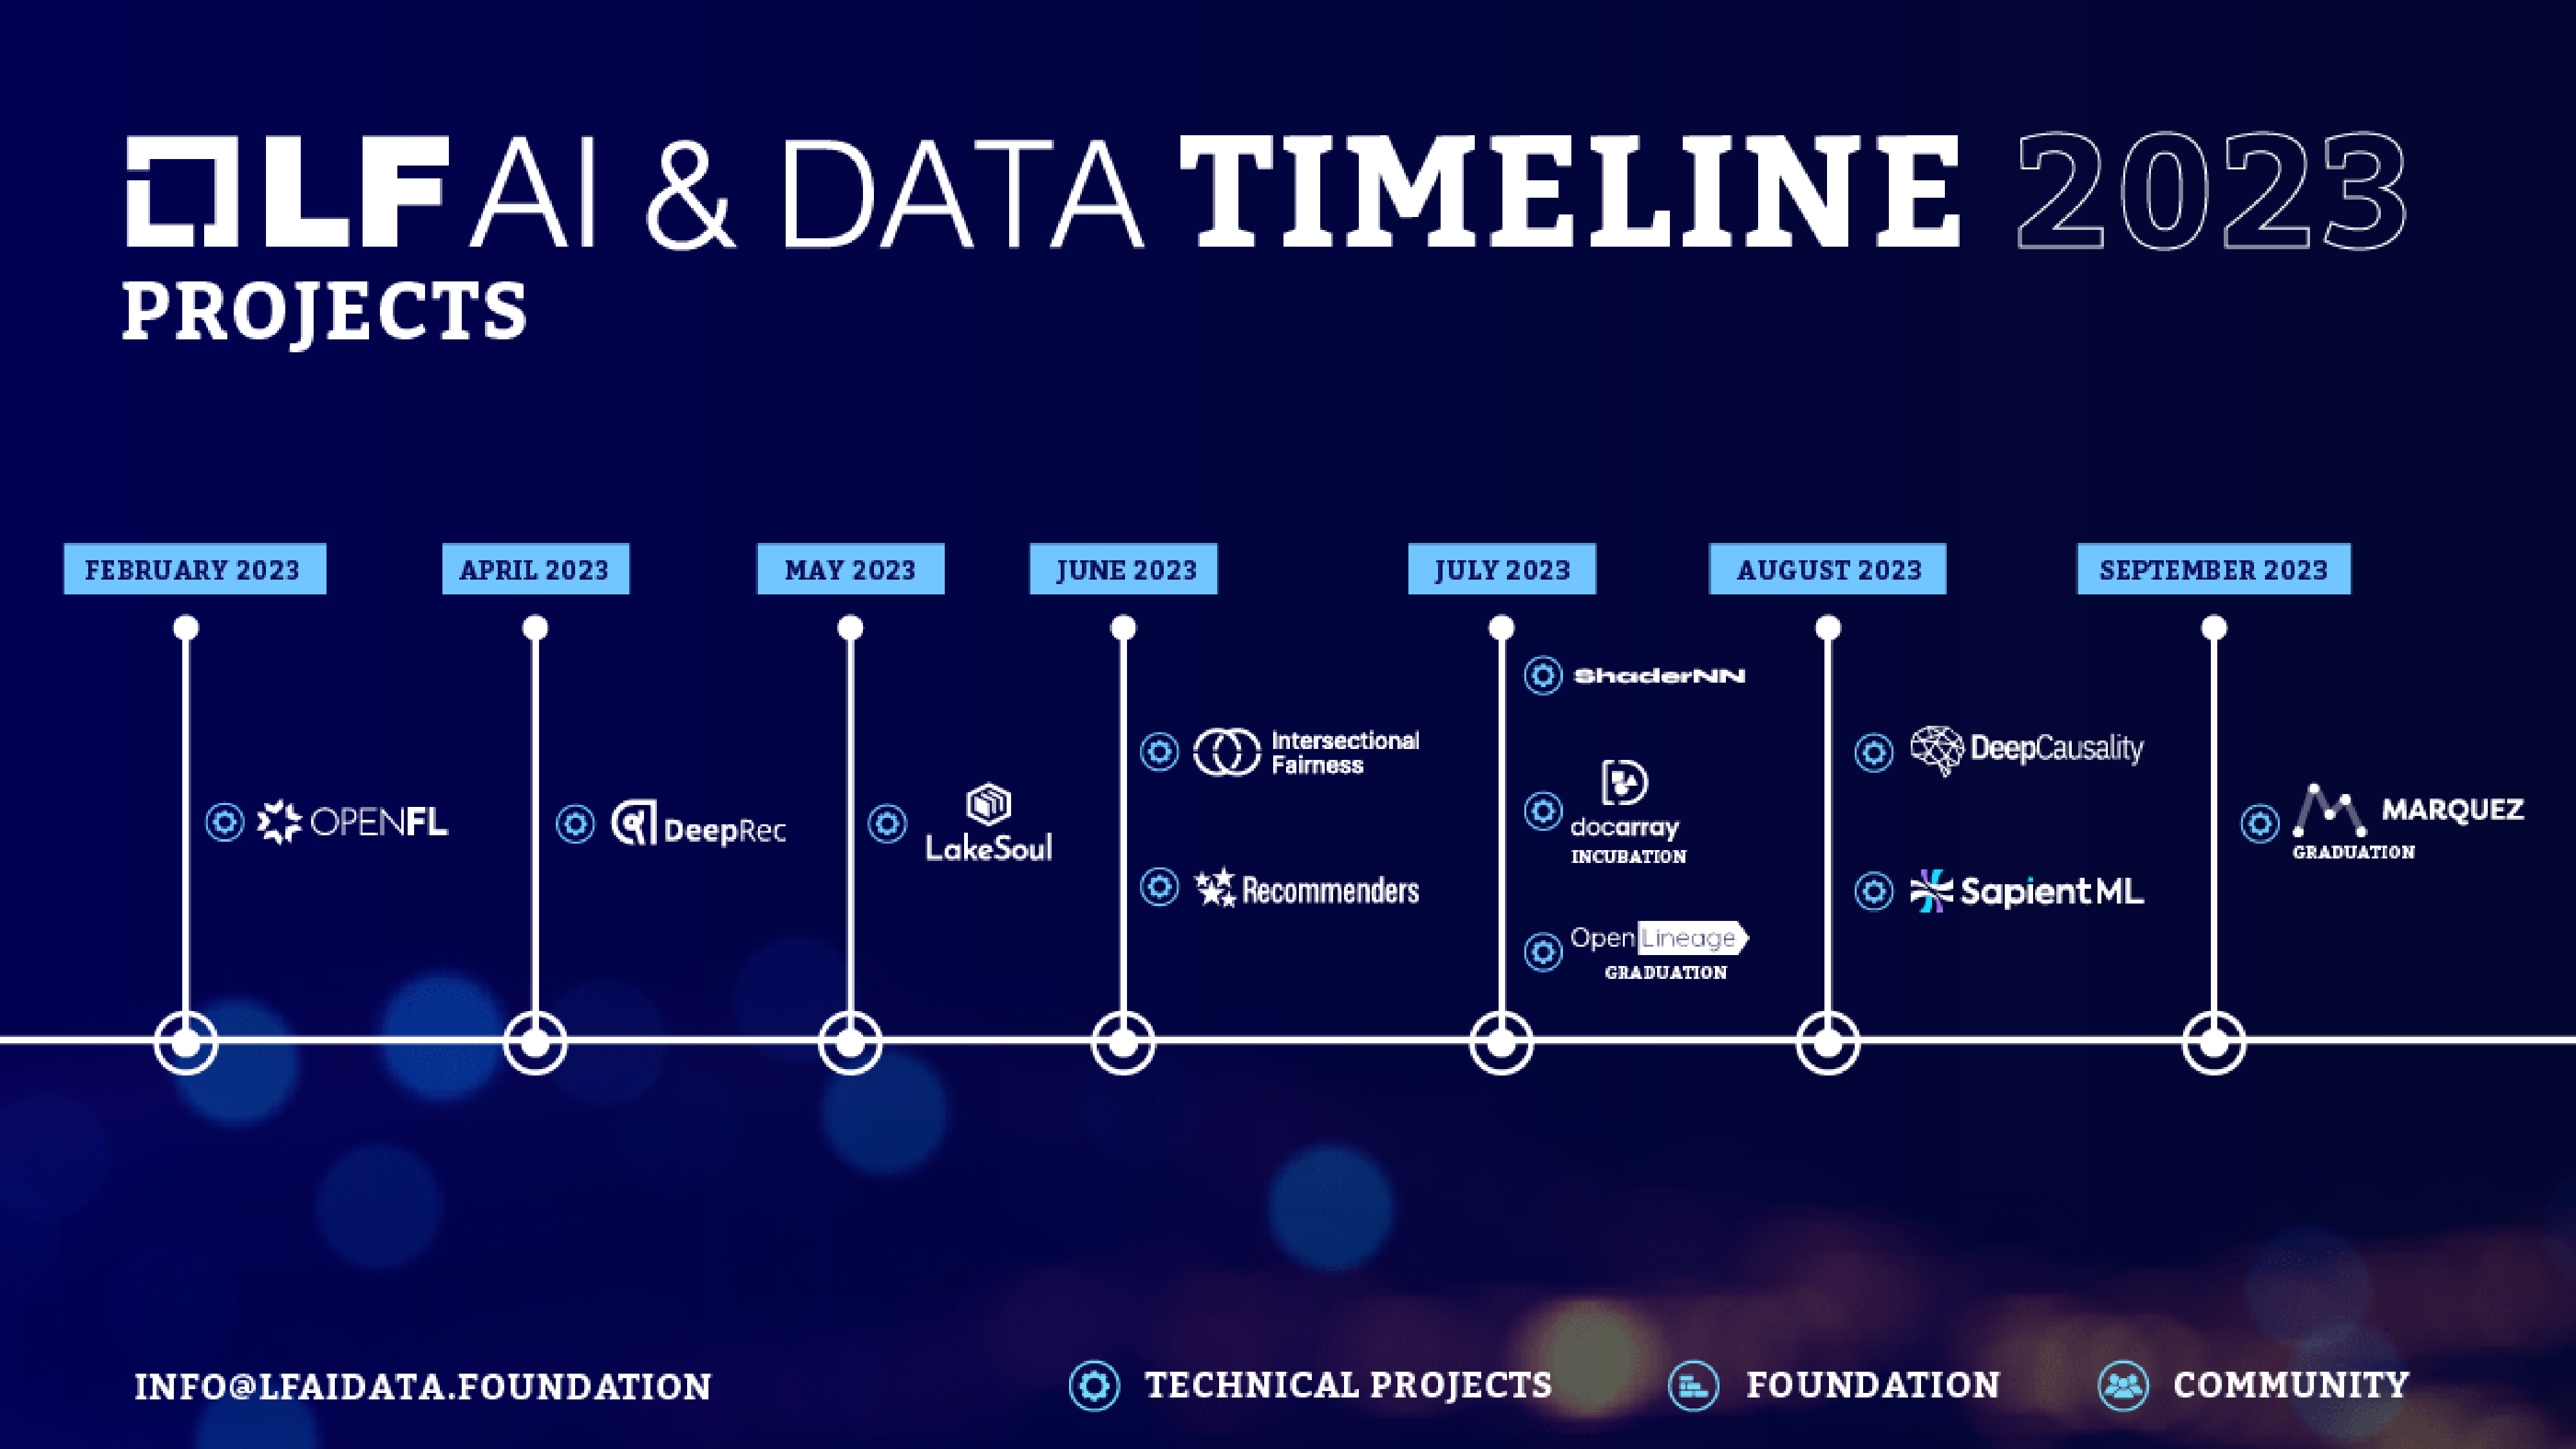 LF AI & DATA TIMELINE 2023
PROJECTS
FEBRUARY 2023
OPENFL
APRIL 2023
DeepRec
MAY 2023
LakeSoul
JUNE 2023
Intersectional
Fairness
Recommenders
JULY 2023
ShaderNN
docarray
INCUBATION
OpenLineage
GRADUATION
AUGUST 2023
DeepCausality
SapientML
SEPTEMBER 2023
MARQUEZ
GRADUATION
INFO@LFAIDATA.FOUNDATION
TECHNICAL PROJECTS
FOUNDATION
COMMUNITY